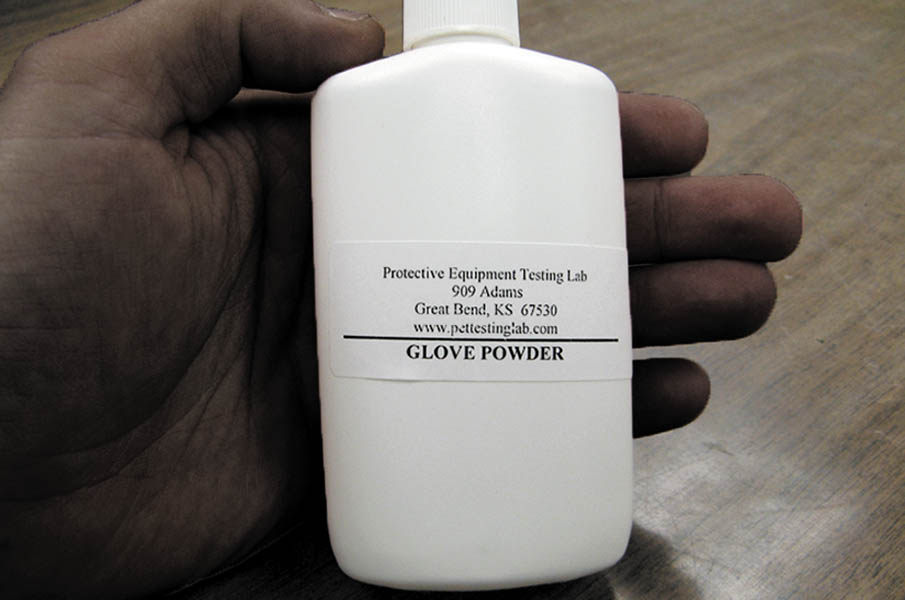 Protective Equipment Testing Lab
909 Adams
Great Bend, KS 67530
www.pettestinglab.com
GLOVE POWDER